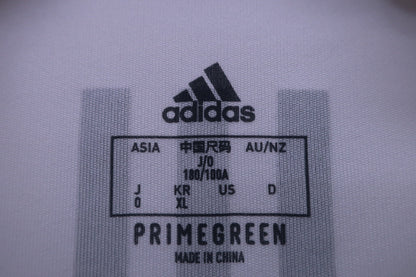 adidas
ASIA 中国尺码 AU/NZ
J/O
180/100A
J KR US D
O XL
PRIMEGREEN
MADE IN CHINA